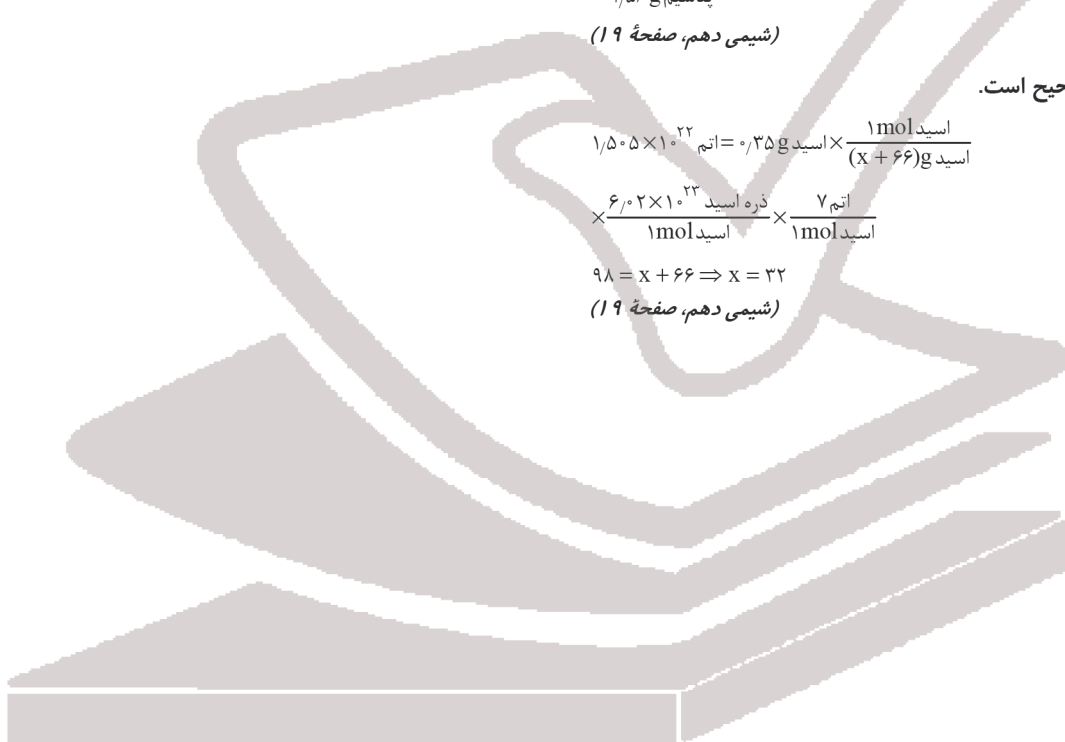 (شیمی دهم، صفحهٔ ۱۹)
حیح است.
۱/۵۰۵×۱۰^۲۲ اتم = ۰/۳۵ g اسید × ۱mol اسید / (x + ۶۶)g اسید
× ۶/۰۲×۱۰^۲۳ ذره اسید / ۱mol اسید × ۷ اتم / ۱mol اسید
۹۸ = x + ۶۶ ⇒ x = ۳۲
(شیمی دهم، صفحهٔ ۱۹)